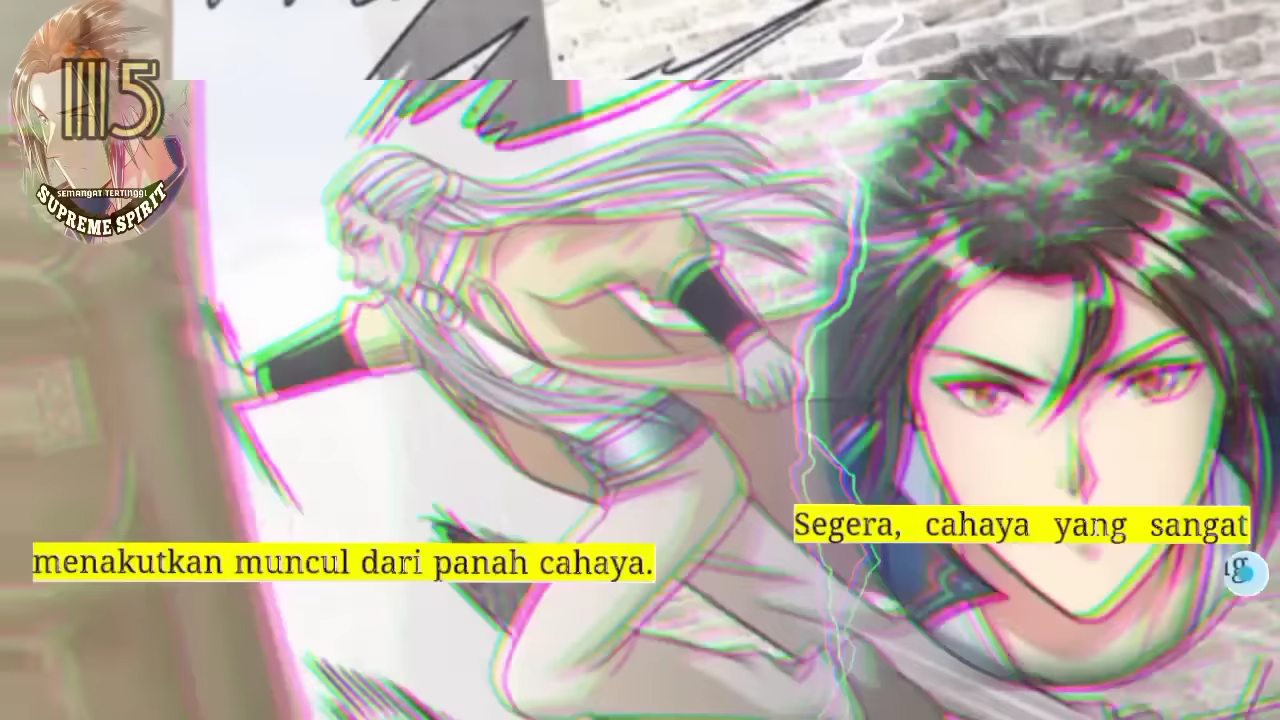 115
SEMANGAT TERTINGGI
SUPREME SPIRIT
Segera, cahaya yang sangat
menakutkan muncul dari panah cahaya.